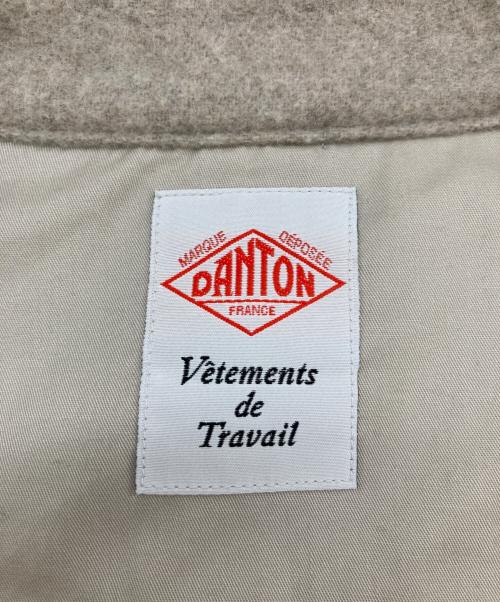 MARQUE DÉPOSÉE
DANTON
FRANCE
Vêtements
de
Travail